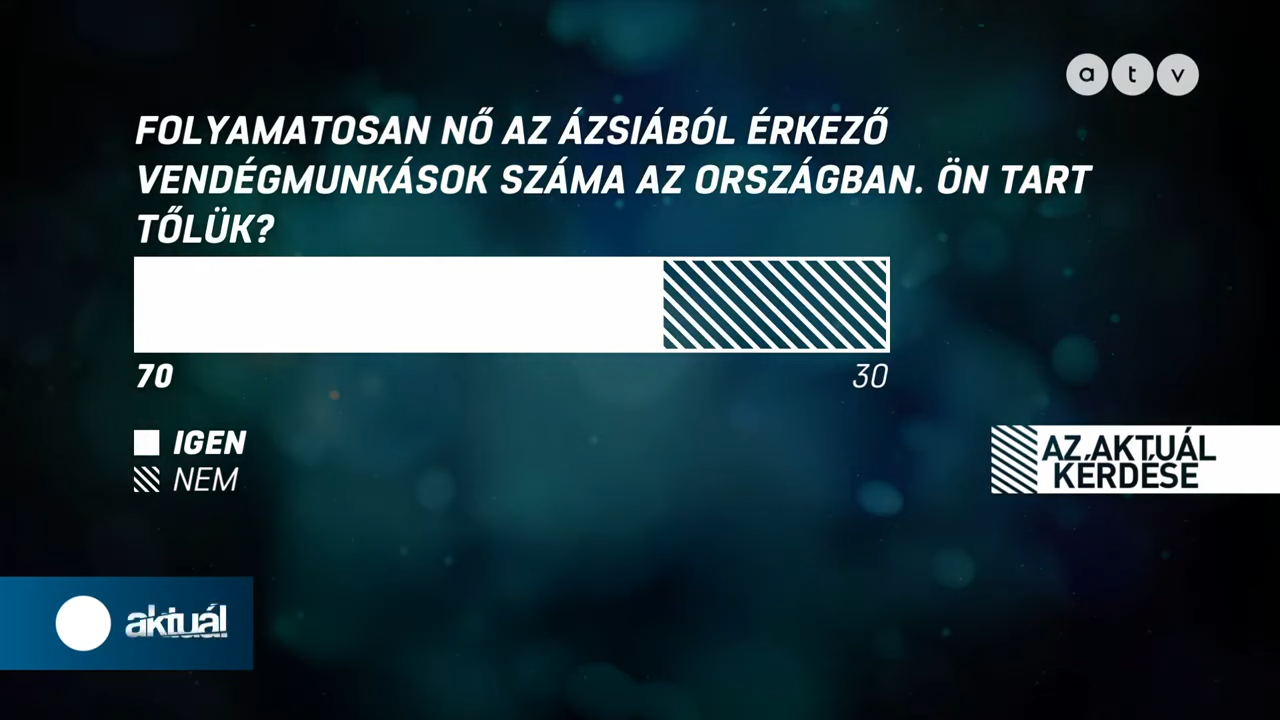 atv
FOLYAMATOSAN NŐ AZ ÁZSIÁBÓL ÉRKEZŐ
VENDÉGMUNKÁSOK SZÁMA AZ ORSZÁGBAN. ÖN TART
TŐLÜK?
70
30
IGEN
NEM
AZ AKTUÁL
KÉRDÉSE
aktuál